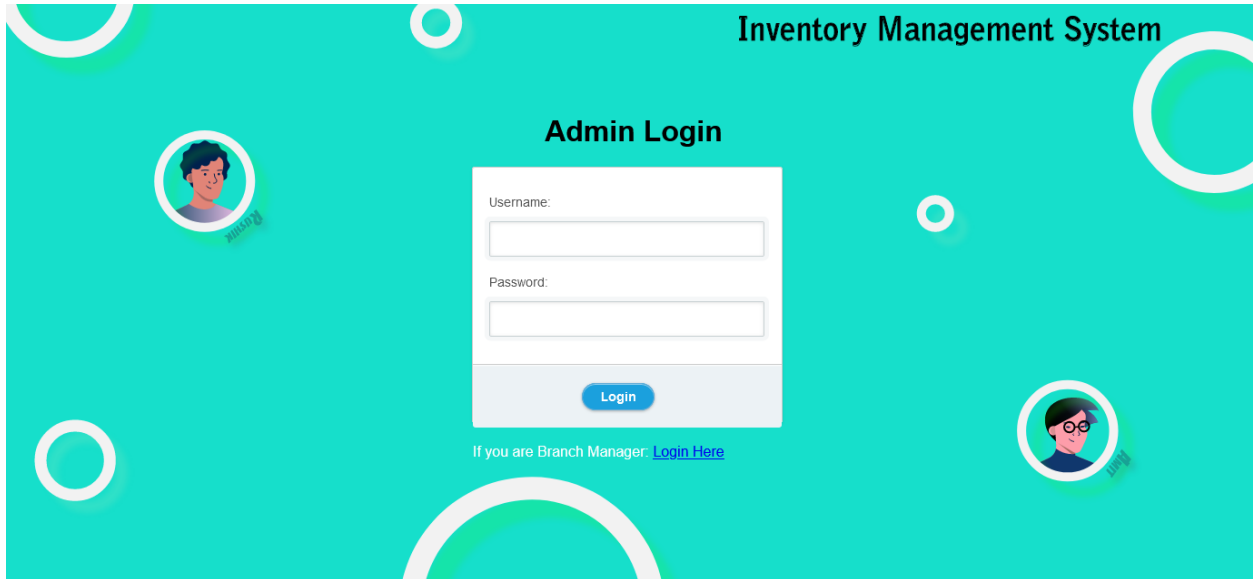 Inventory Management System
Admin Login
Username:
Password:
Login
If you are Branch Manager: Login Here